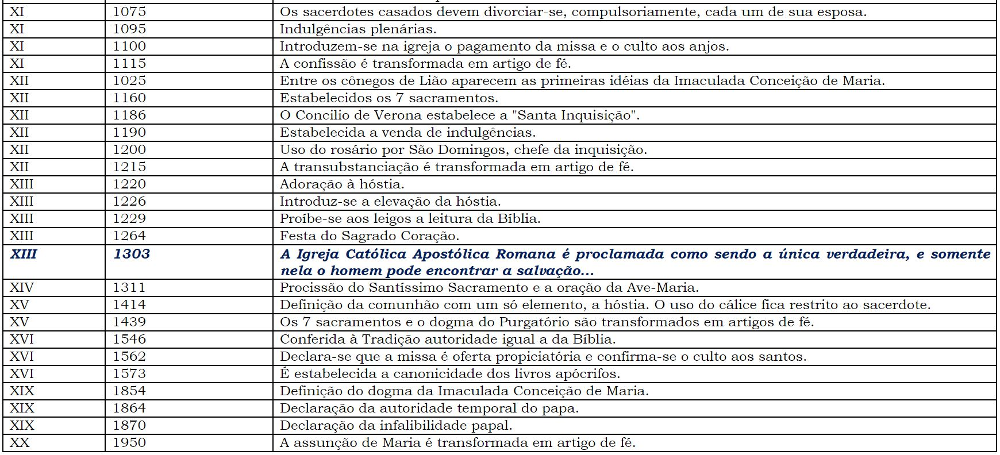 XI 1075 Os sacerdotes casados devem divorciar-se, compulsoriamente, cada um de sua esposa.
XI 1095 Indulgências plenárias.
XI 1100 Introduzem-se na igreja o pagamento da missa e o culto aos anjos.
XI 1115 A confissão é transformada em artigo de fé.
XII 1025 Entre os cônegos de Lião aparecem as primeiras idéias da Imaculada Conceição de Maria.
XII 1160 Estabelecidos os 7 sacramentos.
XII 1186 O Concilio de Verona estabelece a "Santa Inquisição".
XII 1190 Estabelecida a venda de indulgências.
XII 1200 Uso do rosário por São Domingos, chefe da inquisição.
XII 1215 A transubstanciação é transformada em artigo de fé.
XIII 1220 Adoração à hóstia.
XIII 1226 Introduz-se a elevação da hóstia.
XIII 1229 Proíbe-se aos leigos a leitura da Bíblia.
XIII 1264 Festa do Sagrado Coração.
XIII 1303 A Igreja Católica Apostólica Romana é proclamada como sendo a única verdadeira, e somente
nela o homem pode encontrar a salvação...
XIV 1311 Procissão do Santíssimo Sacramento e a oração da Ave-Maria.
XV 1414 Definição da comunhão com um só elemento, a hóstia. O uso do cálice fica restrito ao sacerdote.
XV 1439 Os 7 sacramentos e o dogma do Purgatório são transformados em artigos de fé.
XVI 1546 Conferida à Tradição autoridade igual a da Bíblia.
XVI 1562 Declara-se que a missa é oferta propiciatória e confirma-se o culto aos santos.
XVI 1573 É estabelecida a canonicidade dos livros apócrifos.
XIX 1854 Definição do dogma da Imaculada Conceição de Maria.
XIX 1864 Declaração da autoridade temporal do papa.
XIX 1870 Declaração da infalibilidade papal.
XX 1950 A assunção de Maria é transformada em artigo de fé.